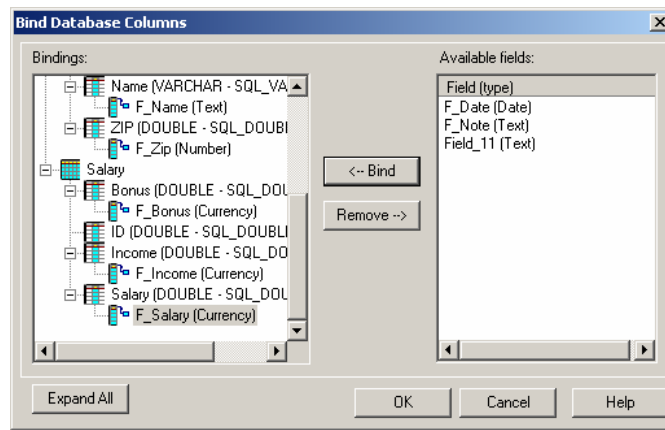 Bind Database Columns
Bindings:
Name (VARCHAR - SQL_VA
F_Name (Text)
ZIP (DOUBLE - SQL_DOUBI
F_Zip (Number)
Salary
Bonus (DOUBLE - SQL_DOU
F_Bonus (Currency)
ID (DOUBLE - SQL_DOUBLI
Income (DOUBLE - SQL_DO
F_Income (Currency)
Salary (DOUBLE - SQL_DOU
F_Salary (Currency)
<-- Bind
Remove -->
Available fields:
Field (type)
F_Date (Date)
F_Note (Text)
Field_11 (Text)
Expand All
OK
Cancel
Help